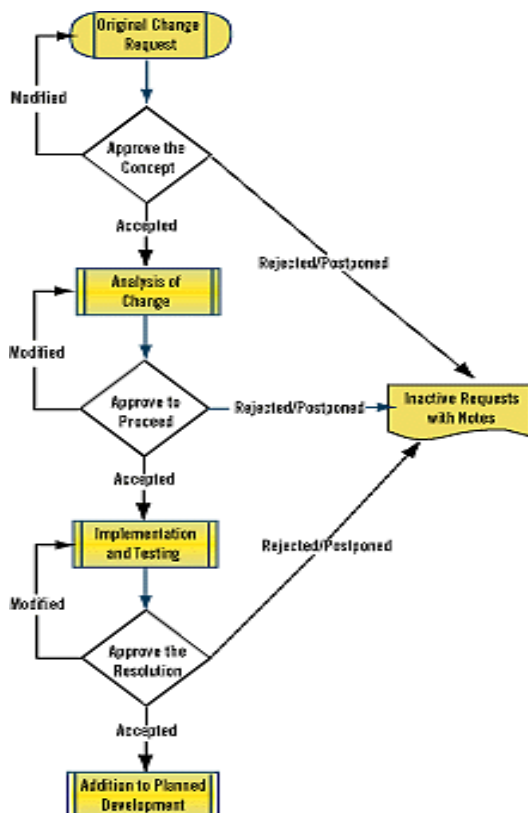 Original Change
Request
Modified
Approve the
Concept
Accepted
Rejected/Postponed
Analysis of
Change
Modified
Approve to
Proceed
Rejected/Postponed
Inactive Requests
with Notes
Accepted
Implementation
and Testing
Rejected/Postponed
Modified
Approve the
Resolution
Accepted
Addition to Planned
Development